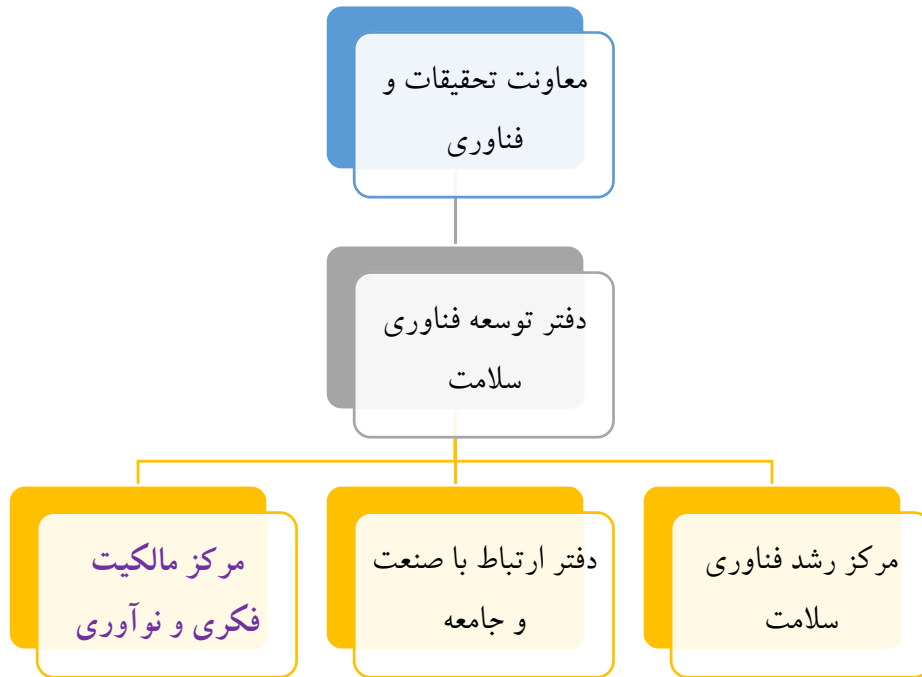 معاونت تحقیقات و
فناوری
دفتر توسعه فناوری
سلامت
مرکز رشد فناوری
سلامت
دفتر ارتباط با صنعت
و جامعه
مرکز مالکیت
فکری و نوآوری